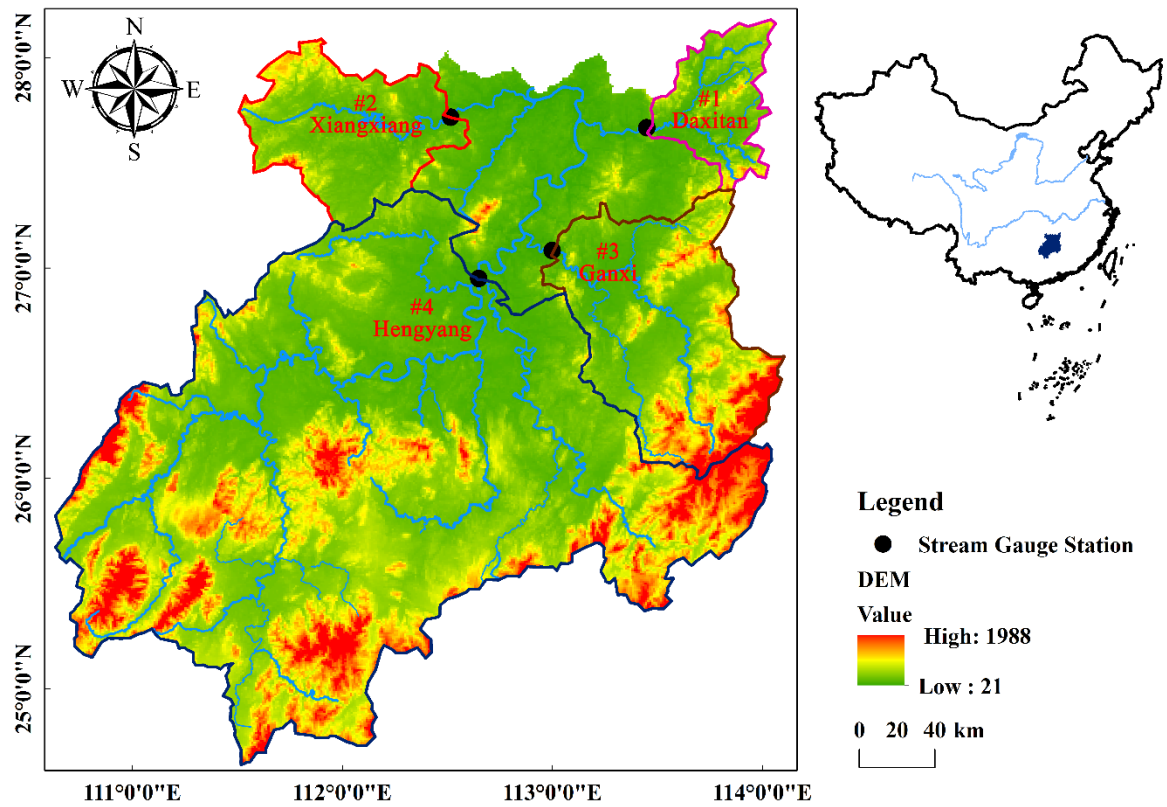 N
W E
S
28°0'0"N
27°0'0"N
26°0'0"N
25°0'0"N
#2
Xiangxiang
#1
Daxitan
#3
Ganxi
#4
Hengyang
111°0'0"E 112°0'0"E 113°0'0"E 114°0'0"E
Legend
Stream Gauge Station
DEM
Value
High: 1988
Low : 21
0 20 40 km